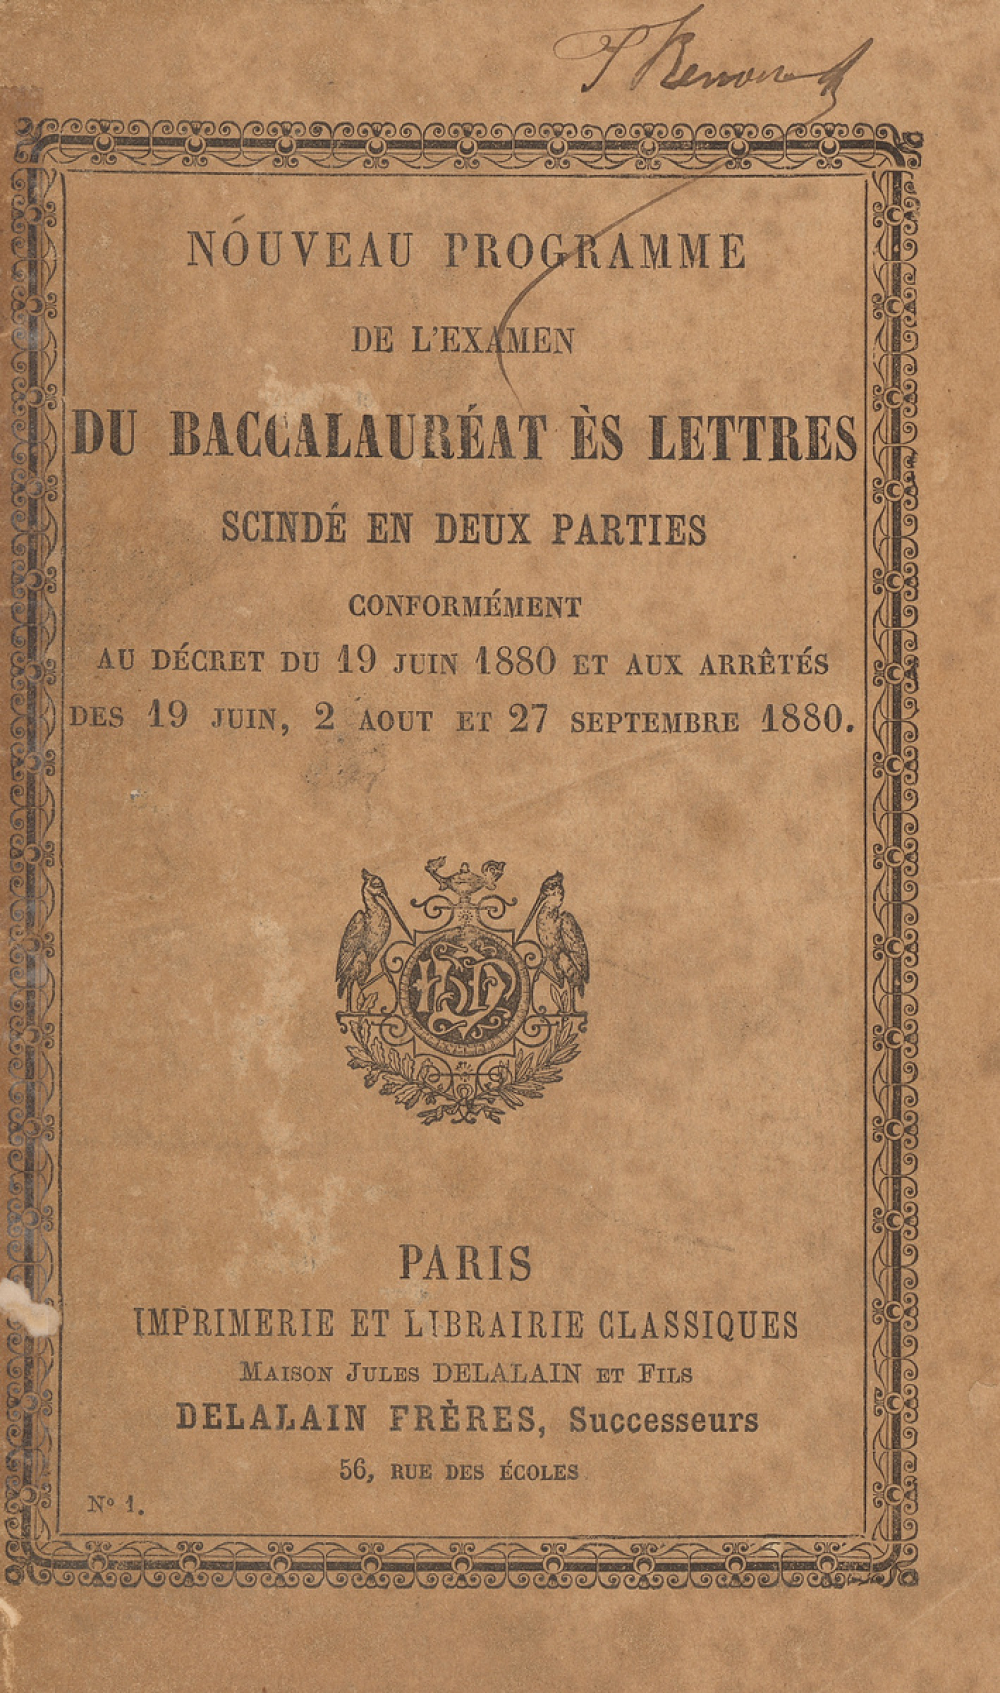 NOUVEAU PROGRAMME
DE L'EXAMEN
DU BACCALAURÉAT ÈS LETTRES
SCINDÉ EN DEUX PARTIES
CONFORMÉMENT
AU DÉCRET DU 19 JUIN 1880 ET AUX ARRÊTÉS
DES 19 JUIN, 2 AOUT ET 27 SEPTEMBRE 1880.
PARIS
IMPRIMERIE ET LIBRAIRIE CLASSIQUES
MAISON JULES DELALAIN ET FILS
DELALAIN FRÈRES, Successeurs
56, RUE DES ÉCOLES
Nº 1.